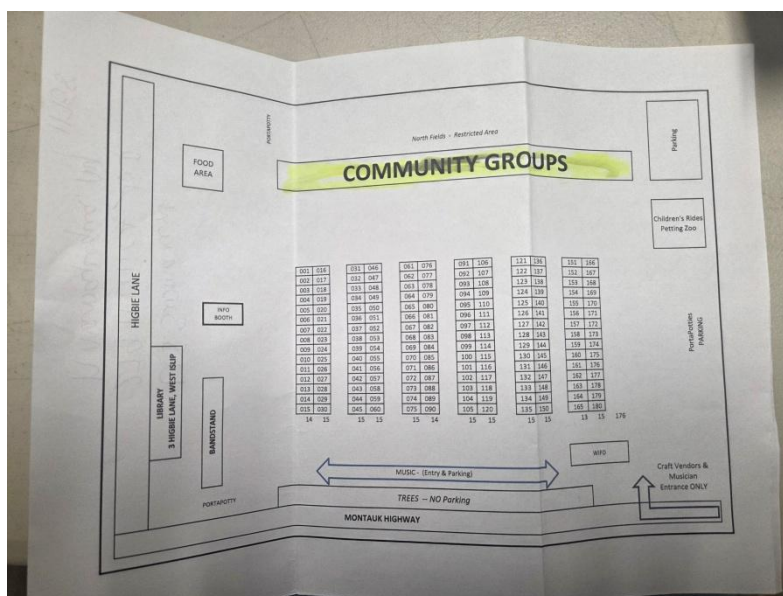 PORTAPOTTY
North Fields - Restricted Area
Parking
FOOD
AREA
COMMUNITY GROUPS
Children's Rides
Petting Zoo
HIGBIE LANE
INFO
BOOTH
001 016 031 046 061 076 091 106 121 136 151 166
002 017 032 047 062 077 092 107 122 137 152 167
003 018 033 048 063 078 093 108 123 138 153 168
004 019 034 049 064 079 094 109 124 139 154 169
005 020 035 050 065 080 095 110 125 140 155 170
006 021 036 051 066 081 096 111 126 141 156 171
007 022 037 052 067 082 097 112 127 142 157 172
008 023 038 053 068 083 098 113 128 143 158 173
009 024 039 054 069 084 099 114 129 144 159 174
010 025 040 055 070 085 100 115 130 145 160 175
011 026 041 056 071 086 101 116 131 146 161 176
012 027 042 057 072 087 102 117 132 147 162 177
013 028 043 058 073 088 103 118 133 148 163 178
014 029 044 059 074 089 104 119 134 149 164 179
015 030 045 060 075 090 105 120 135 150 165 180
14 15 15 15 15 14 15 15 15 15 13 15 176
PortaPotties
PARKING
LIBRARY
3 HIGBIE LANE, WEST ISLIP
BANDSTAND
WIFD
PORTAPOTTY
MUSIC - (Entry & Parking)
Craft Vendors &
Musician
Entrance ONLY
TREES -- NO Parking
MONTAUK HIGHWAY